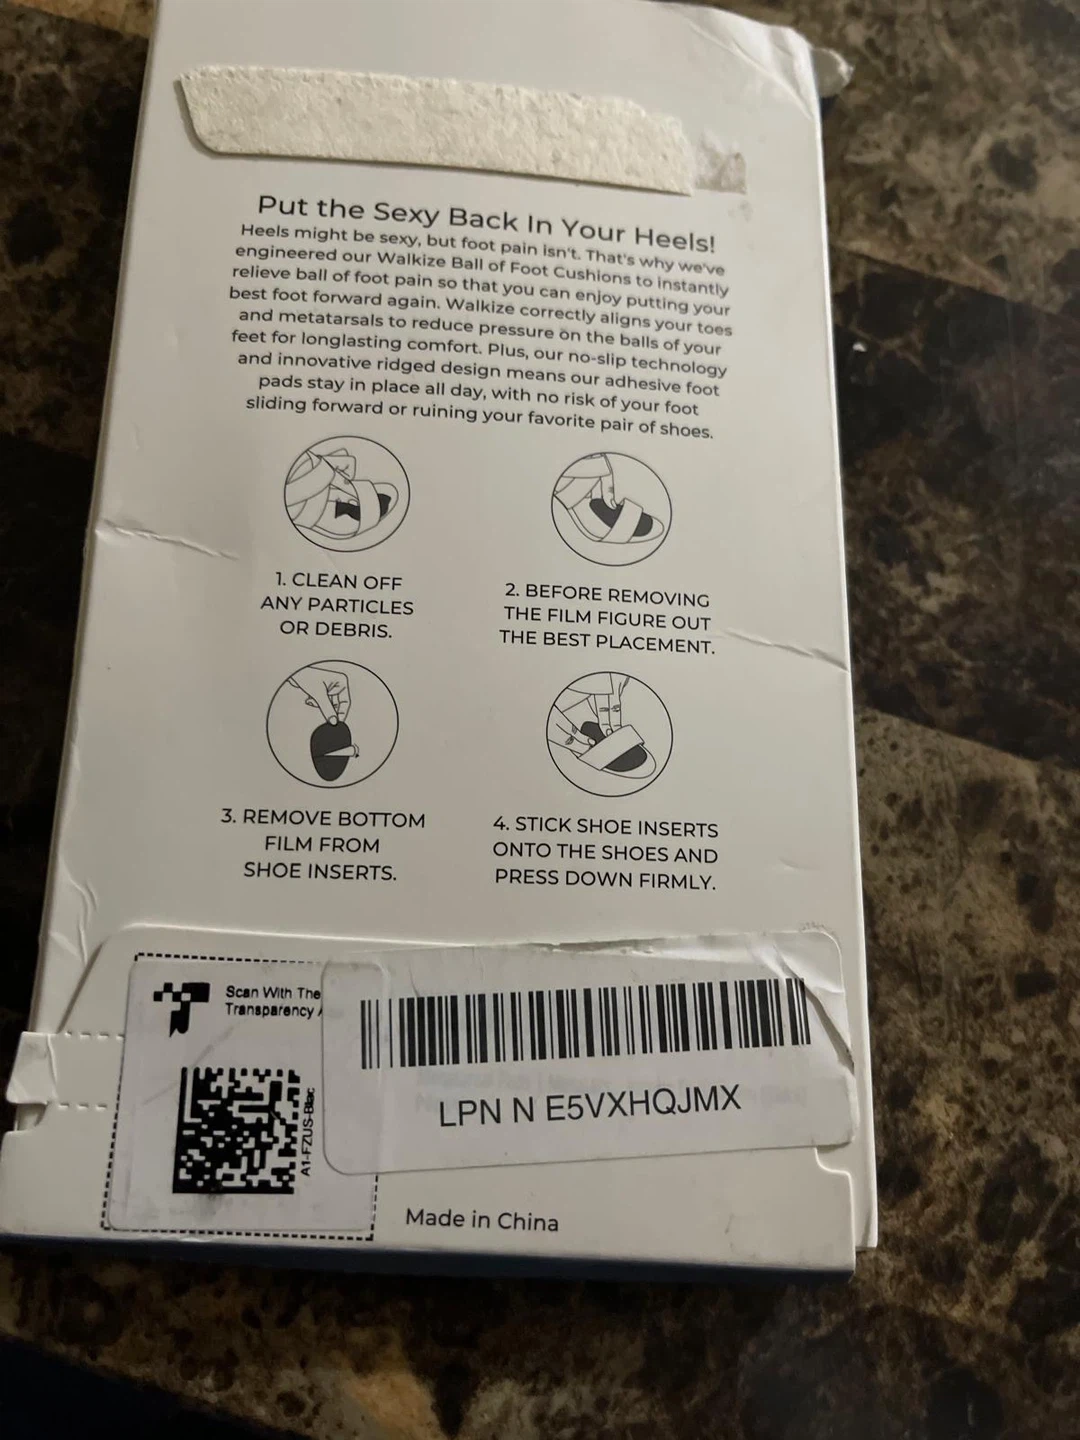 Put the Sexy Back In Your Heels!
Heels might be sexy, but foot pain isn't. That's why we've
engineered our Walkize Ball of Foot Cushions to instantly
relieve ball of foot pain so that you can enjoy putting your
best foot forward again. Walkize correctly aligns your toes
and metatarsals to reduce pressure on the balls of your
feet for longlasting comfort. Plus, our no-slip technology
and innovative ridged design means our adhesive foot
pads stay in place all day, with no risk of your foot
sliding forward or ruining your favorite pair of shoes.
1. CLEAN OFF
ANY PARTICLES
OR DEBRIS.
2. BEFORE REMOVING
THE FILM FIGURE OUT
THE BEST PLACEMENT.
3. REMOVE BOTTOM
FILM FROM
SHOE INSERTS.
4. STICK SHOE INSERTS
ONTO THE SHOES AND
PRESS DOWN FIRMLY.
Scan With The
Transparency
A1-FZUS-Blac
LPN N E5VXHQJMX
Made in China